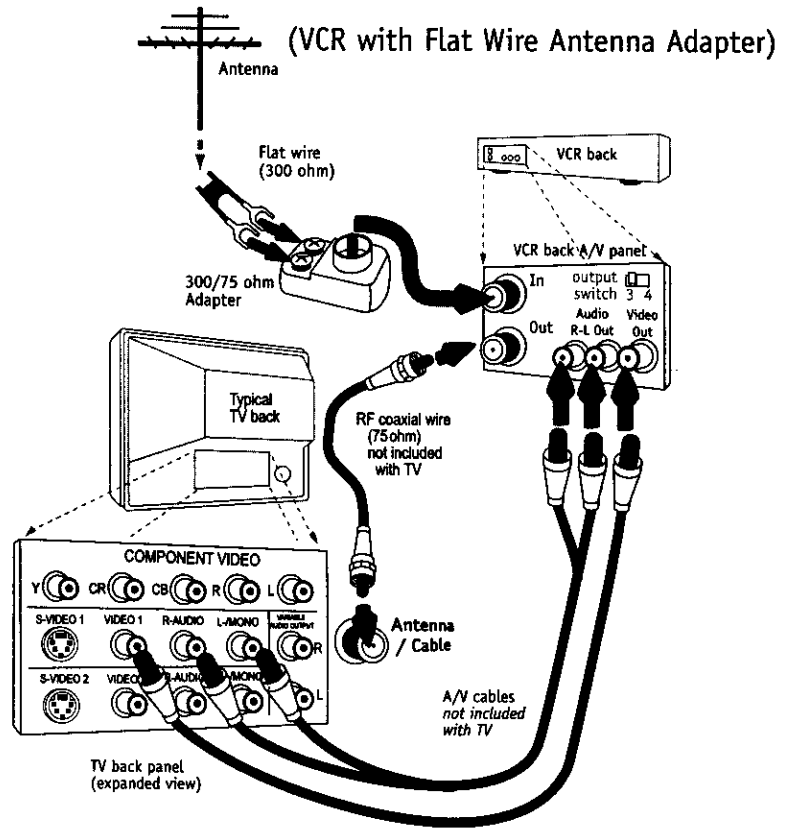 (VCR with Flat Wire Antenna Adapter)
Antenna
Flat wire
(300 ohm)
VCR back
300/75 ohm
Adapter
VCR back A/V panel
In
output
switch 3 4
Audio
R-L Out
Video
Out
Out
Typical
TV back
RF coaxial wire
(75ohm)
not included
with TV
COMPONENT VIDEO
Y CR CB R L
S-VIDEO 1 VIDEO 1 R-AUDIO L-/MONO VARIABLE
AUDIO OUTPUT
R
S-VIDEO 2 VIDEO R-AUDIO /MONO
L
Antenna
/ Cable
A/V cables
not included
with TV
TV back panel
(expanded view)